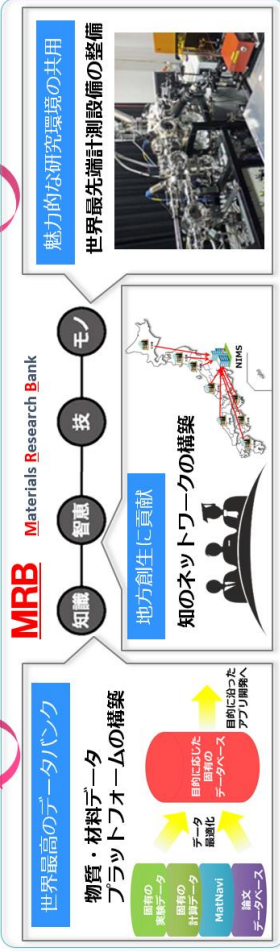 MRB Materials Research Bank
知識 智恵 技 モノ
世界最高のデータバンク
物質・材料データ
プラットフォームの構築
固有の
実験データ
固有の
計算データ
MatNavi
論文
データベース
データ
最適化
目的に応じた
固有の
データベース
目的に沿った
アプリ開発へ
地方創生に貢献
知のネットワークの構築
NIMS
魅力的な研究環境の共用
世界最先端計測設備の整備